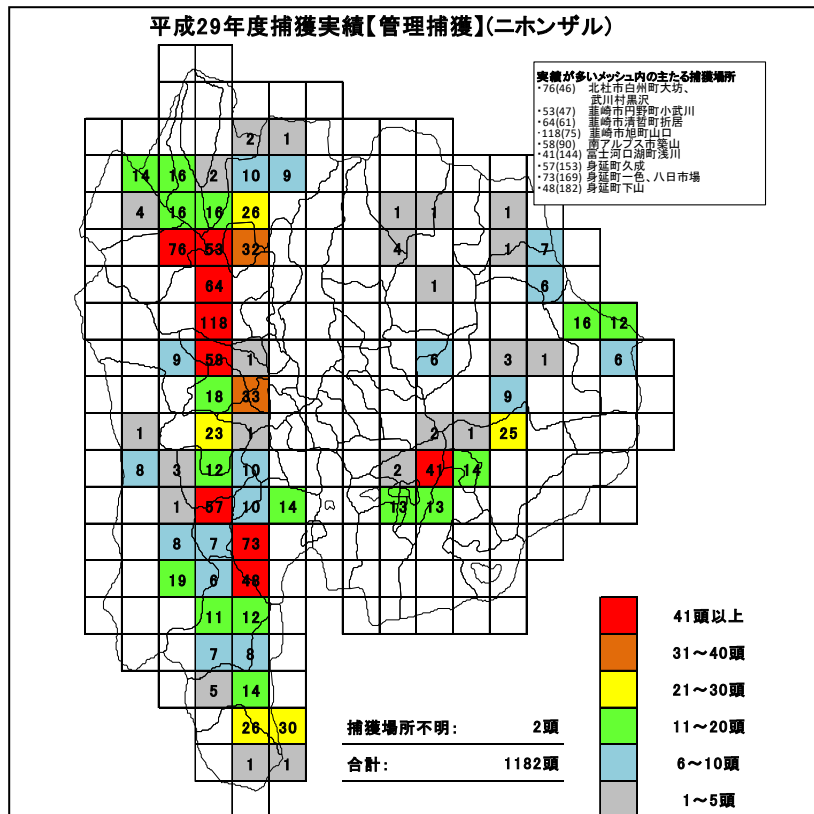 平成29年度捕獲実績【管理捕獲】(ニホンザル)
実績が多いメッシュ内の主たる捕獲場所
・76(46) 北杜市白州町大坊、
武川村黒沢
・53(47) 韮崎市円野町小武川
・64(61) 韮崎市清哲町折居
・118(75) 韮崎市旭町山口
・58(90) 南アルプス市築山
・41(144) 富士河口湖町浅川
・57(153) 身延町久成
・73(169) 身延町一色、八日市場
・48(182) 身延町下山
2 1
14 16 2 10 9
4 16 16 26 1 1 1
76 53 32 4 1 7
64 1 6
118 16 12
9 58 1 6 3 1 6
18 33 9
1 23 1 2 1 25
8 3 12 10 2 41 14
1 57 10 14 13 13
8 7 73
19 6 48
11 12
7 8
5 14
26 30
1 1
捕獲場所不明: 2頭
合計: 1182頭
41頭以上
31～40頭
21～30頭
11～20頭
6～10頭
1～5頭